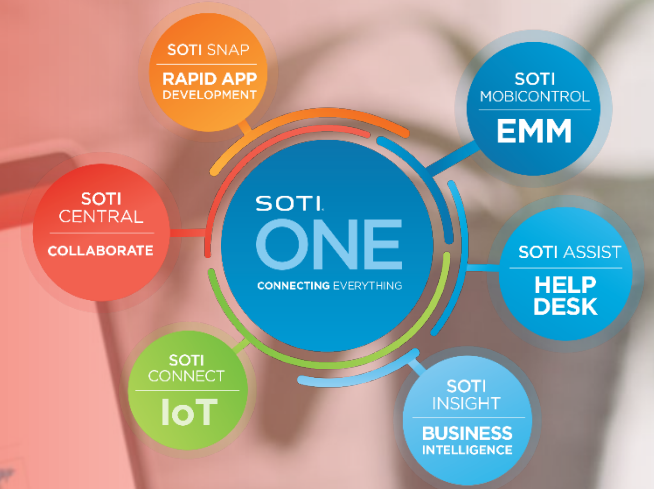 SOTI SNAP
RAPID APP
DEVELOPMENT
SOTI
MOBICONTROL
EMM
SOTI
CENTRAL
COLLABORATE
SOTI.
ONE
CONNECTING EVERYTHING
SOTI ASSIST
HELP
DESK
SOTI
CONNECT
IoT
SOTI
INSIGHT
BUSINESS
INTELLIGENCE